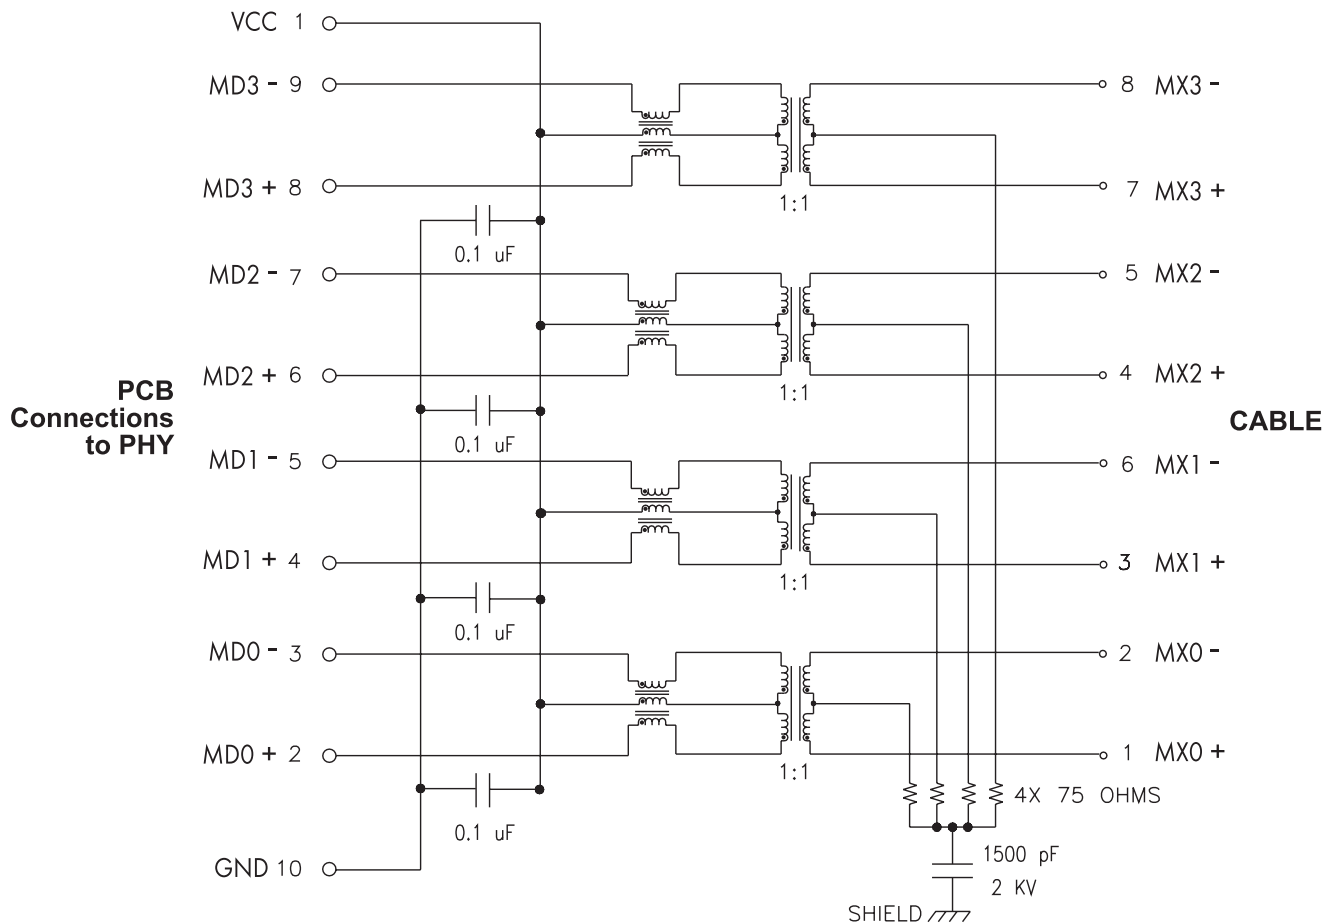 VCC 1
MD3 - 9
8 MX3 -
MD3 + 8
7 MX3 +
1:1
0.1 uF
MD2 - 7
5 MX2 -
MD2 + 6
4 MX2 +
1:1
PCB
Connections
to PHY
CABLE
0.1 uF
MD1 - 5
6 MX1 -
MD1 + 4
3 MX1 +
1:1
0.1 uF
MD0 - 3
2 MX0 -
MD0 + 2
1 MX0 +
1:1
4X 75 OHMS
0.1 uF
1500 pF
GND 10
2 KV
SHIELD